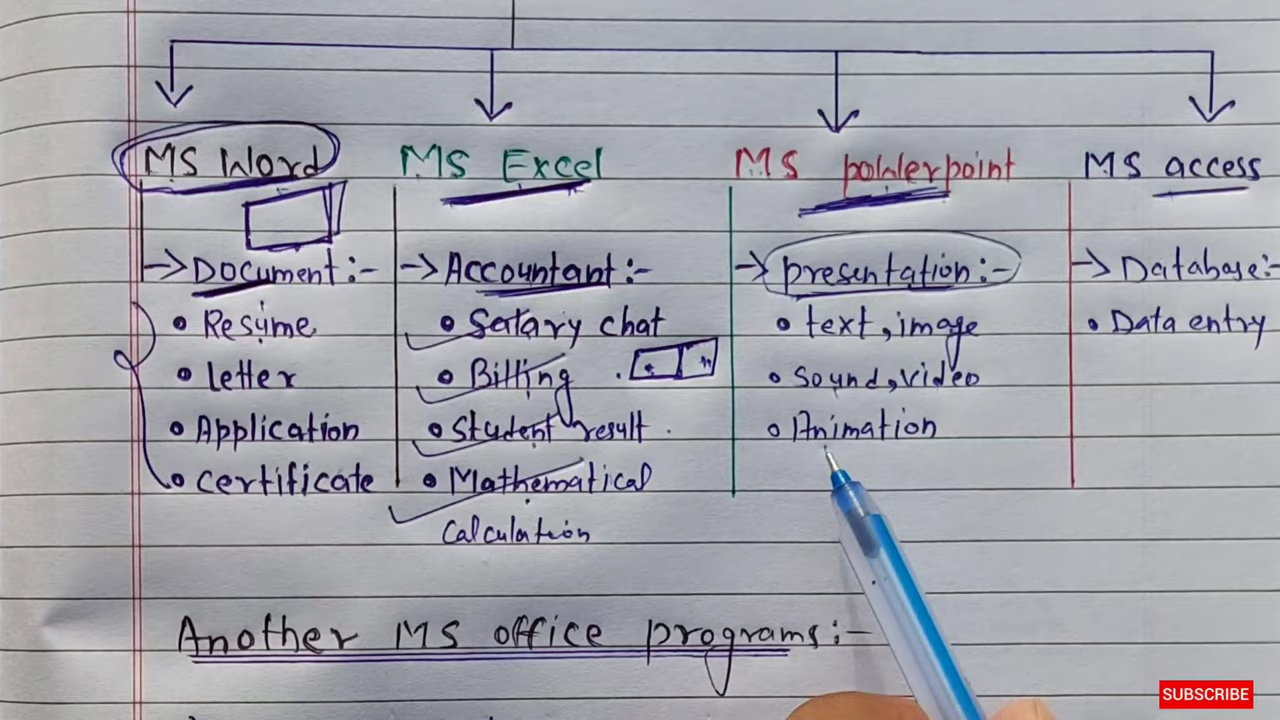 MS Word
MS Excel
MS powerpoint
MS access
→ Document:-
• Resume
• Letter
• Application
• certificate
→ Accountant:-
• Salary chat
• Billing
• Student result
• Mathematical
Calculation
→ presentation:-
• text, image
• sound, video
• Animation
→ Database:-
• Data entry
Another MS office programs:-
SUBSCRIBE